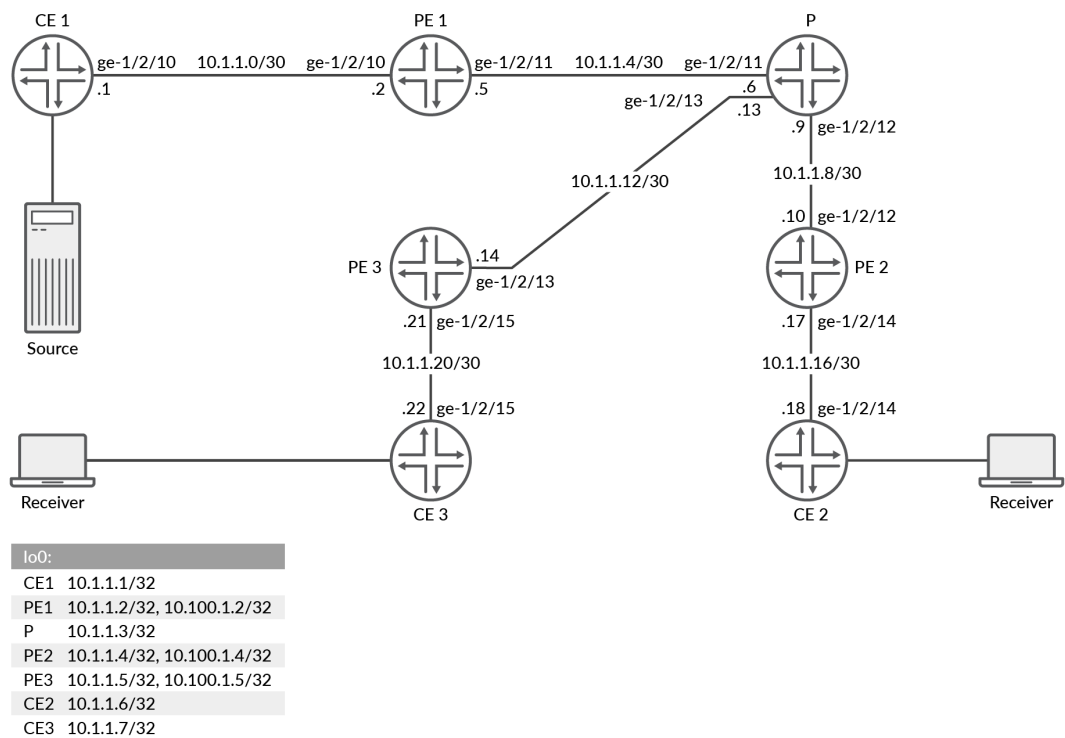 CE 1
PE 1
P
ge-1/2/10 10.1.1.0/30 ge-1/2/10
ge-1/2/11 10.1.1.4/30 ge-1/2/11
.1
.2
.5
.6
ge-1/2/13
.13
.9 ge-1/2/12
10.1.1.12/30
10.1.1.8/30
.10 ge-1/2/12
.14
PE 3
PE 2
ge-1/2/13
.21 ge-1/2/15
.17 ge-1/2/14
Source
10.1.1.20/30
10.1.1.16/30
.22 ge-1/2/15
.18 ge-1/2/14
Receiver
CE 3
CE 2
Receiver
lo0:
CE1 10.1.1.1/32
PE1 10.1.1.2/32, 10.100.1.2/32
P 10.1.1.3/32
PE2 10.1.1.4/32, 10.100.1.4/32
PE3 10.1.1.5/32, 10.100.1.5/32
CE2 10.1.1.6/32
CE3 10.1.1.7/32